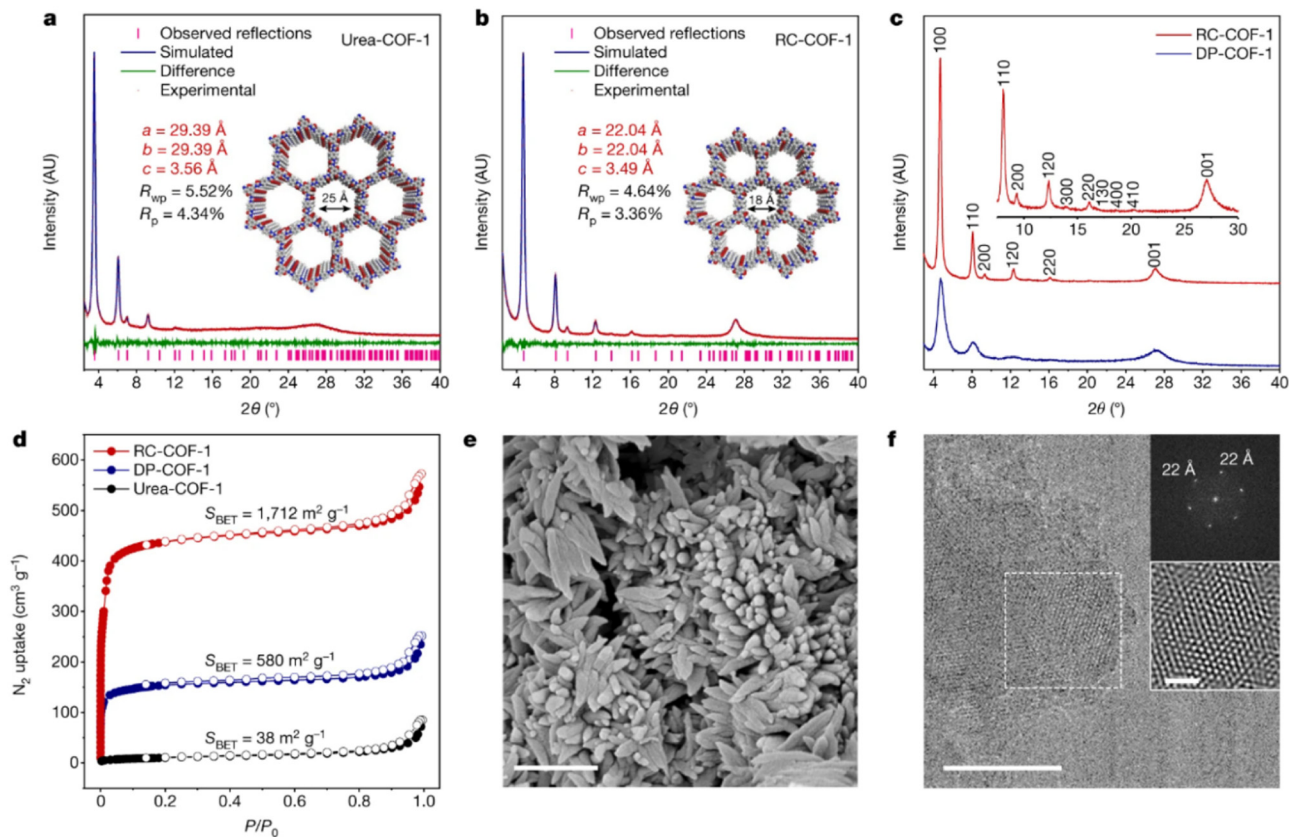 a
Observed reflections
Urea-COF-1
Simulated
Difference
Experimental
a = 29.39 Å
b = 29.39 Å
c = 3.56 Å
Rwp = 5.52%
Rp = 4.34%
25 Å
Intensity (AU)
4 8 12 16 20 24 28 32 36 40
2θ (°)
b
Observed reflections
RC-COF-1
Simulated
Difference
Experimental
a = 22.04 Å
b = 22.04 Å
c = 3.49 Å
Rwp = 4.64%
Rp = 3.36%
18 Å
Intensity (AU)
4 8 12 16 20 24 28 32 36 40
2θ (°)
c
RC-COF-1
DP-COF-1
100
110
200
120
220
001
110
200
120
300
220
130
400
410
001
10 15 20 25 30
Intensity (AU)
4 8 12 16 20 24 28 32 36 40
2θ (°)
d
RC-COF-1
DP-COF-1
Urea-COF-1
SBET = 1,712 m² g⁻¹
SBET = 580 m² g⁻¹
SBET = 38 m² g⁻¹
N₂ uptake (cm³ g⁻¹)
600
500
400
300
200
100
0
0 0.2 0.4 0.6 0.8 1.0
P/P₀
e
f
22 Å 22 Å